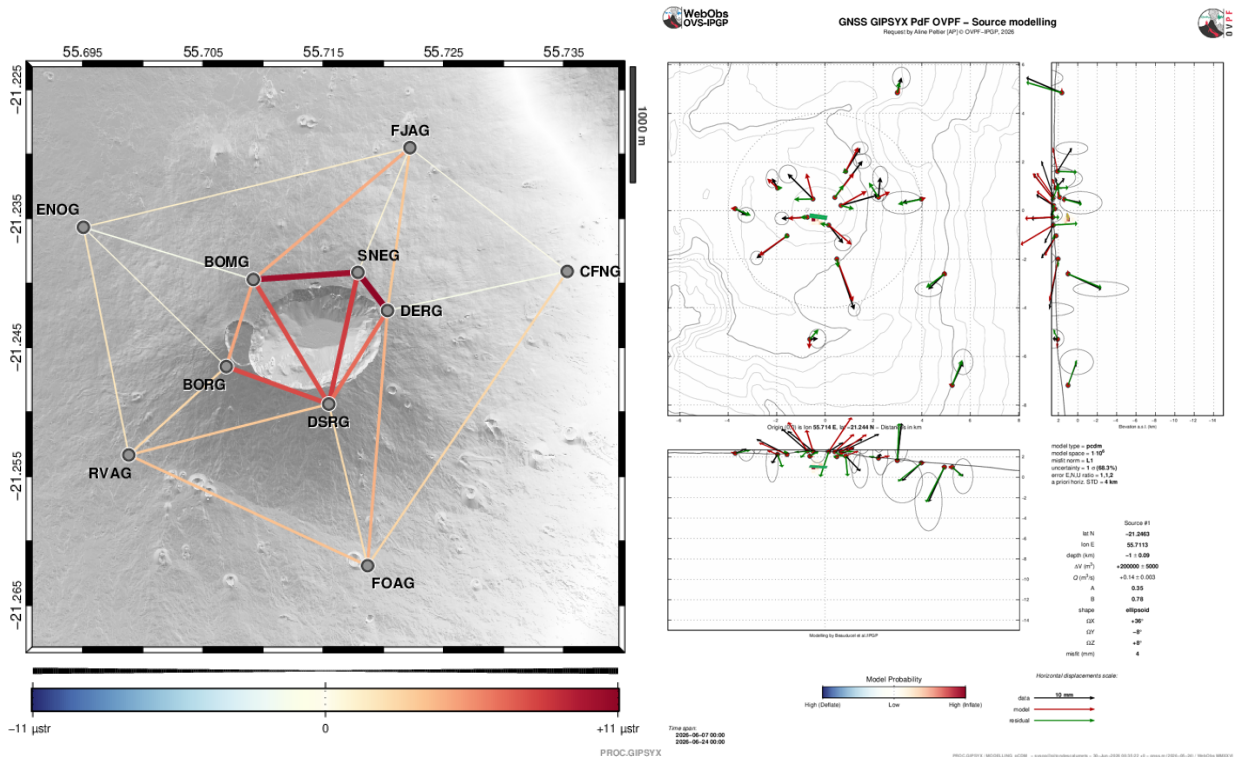 55.695 55.705 55.715 55.725 55.735
−21.225
−21.235
−21.245
−21.255
−21.265
1000 m
FJAG
ENOG
BOMG
SNEG
CFNG
DERG
BORG
DSRG
RVAG
FOAG
−11 µstr 0 +11 µstr
PROC.GIPSYX
WebObs
OVS-IPGP
GNSS GIPSYX PdF OVPF − Source modelling
Request by Aline Peltier [AP] © OVPF-IPGP, 2026
OVPF
Origin (0,0) is lon 55.714 E, lat −21.244 N − Distances in km
Elevation a.s.l. (km)
model type = pcdm
misfit norm = L1
uncertainty = 1 σ (68.3%)
error E,N,U ratio = 1,1,2
a priori horiz. STD = 4 km
Source #1
lat N −21.2463
lon E 55.7113
depth (km) −1 ± 0.09
ΔV (m³) +200000 ± 5000
Q (m³/s) +0.14 ± 0.003
A 0.35
B 0.78
shape ellipsoid
ΩX +36°
ΩY −8°
ΩZ +8°
misfit (mm) 4
Modelling by Beauducel et al./IPGP
Model Probability
High (Deflate) Low High (Inflate)
Horizontal displacements scale:
data 10 mm
model
residual
Time span:
2026-06-07 00:00
2026-06-24 00:00